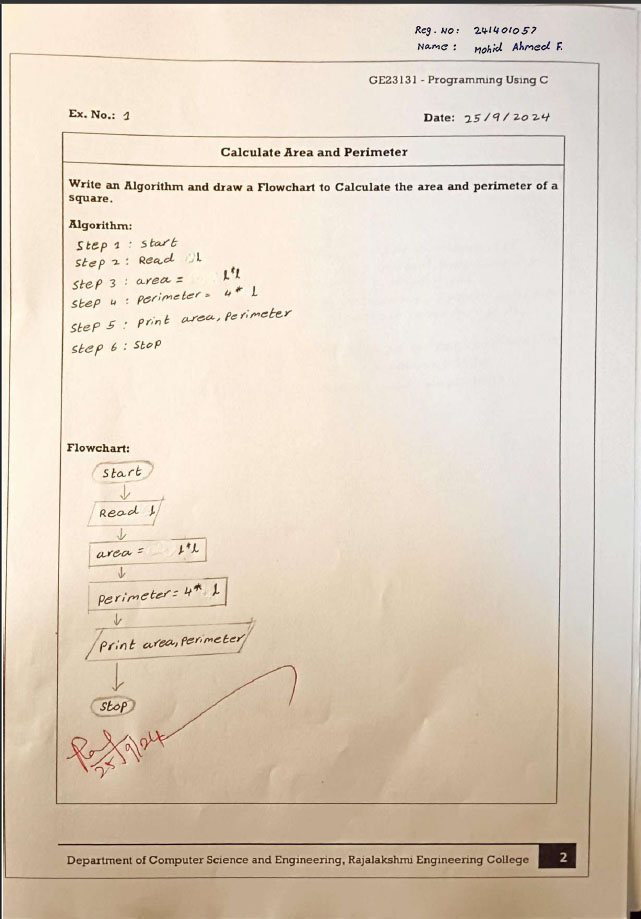 Reg. No: 241401057
Name: Mohid Ahmed F.
GE23131 - Programming Using C
Ex. No.: 1
Date: 25/9/2024
Calculate Area and Perimeter
Write an Algorithm and draw a Flowchart to Calculate the area and perimeter of a
square.
Algorithm:
Step 1 : Start
Step 2 : Read l
Step 3 : area = l*l
Step 4 : Perimeter = 4* l
Step 5 : Print area, Perimeter
Step 6 : Stop
Flowchart:
Start
Read l
area = l*l
Perimeter = 4* l
Print area, Perimeter
Stop
25/9/24
Department of Computer Science and Engineering, Rajalakshmi Engineering College
2